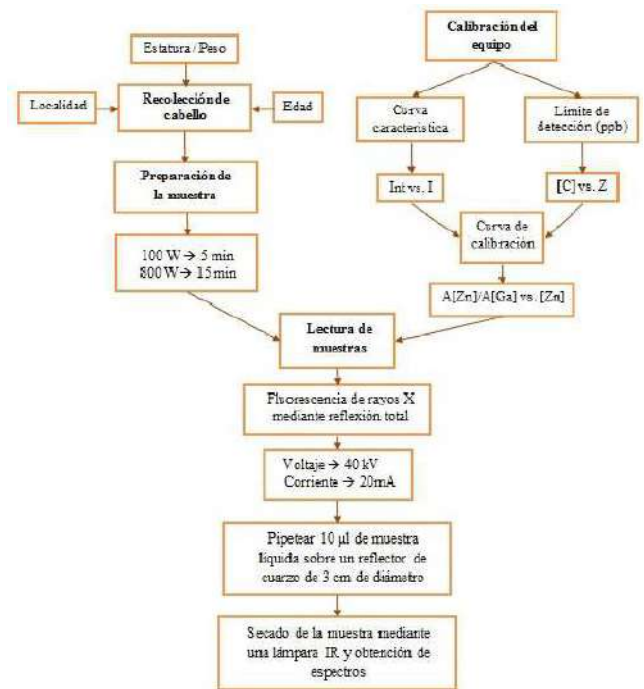 Estatura / Peso
Localidad
Recolección de
cabello
Edad
Preparación de
la muestra
100 W → 5 min
800 W → 15 min
Calibración del
equipo
Curva
característica
Límite de
detección (ppb)
Int vs. I
[C] vs. Z
Curva de
calibración
A[Zn]/A[Ga] vs. [Zn]
Lectura de
muestras
Fluorescencia de rayos X
mediante reflexión total
Voltaje → 40 kV
Corriente → 20mA
Pipetear 10 µl de muestra
líquida sobre un reflector de
cuarzo de 3 cm de diámetro
Secado de la muestra mediante
una lámpara IR y obtención de
espectros